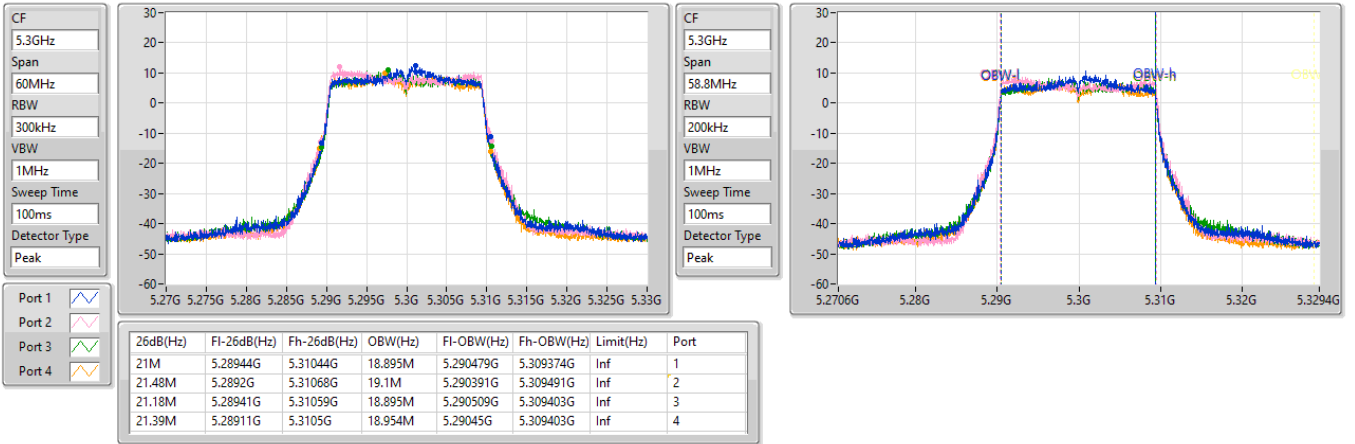 CF
5.3GHz
Span
60MHz
RBW
300kHz
VBW
1MHz
Sweep Time
100ms
Detector Type
Peak
30
20
10
0
-10
-20
-30
-40
-50
-60
5.27G 5.275G 5.28G 5.285G 5.29G 5.295G 5.3G 5.305G 5.31G 5.315G 5.32G 5.325G 5.33G
CF
5.3GHz
Span
58.8MHz
RBW
200kHz
VBW
1MHz
Sweep Time
100ms
Detector Type
Peak
30
20
10
0
-10
-20
-30
-40
-50
-60
OBW-l OBW-h
5.2706G 5.28G 5.29G 5.3G 5.31G 5.32G 5.3294G
Port 1
Port 2
Port 3
Port 4
26dB(Hz) Fl-26dB(Hz) Fh-26dB(Hz) OBW(Hz) Fl-OBW(Hz) Fh-OBW(Hz) Limit(Hz) Port
21M 5.28944G 5.31044G 18.895M 5.290479G 5.309374G Inf 1
21.48M 5.2892G 5.31068G 19.1M 5.290391G 5.309491G Inf 2
21.18M 5.28941G 5.31059G 18.895M 5.290509G 5.309403G Inf 3
21.39M 5.28911G 5.3105G 18.954M 5.29045G 5.309403G Inf 4